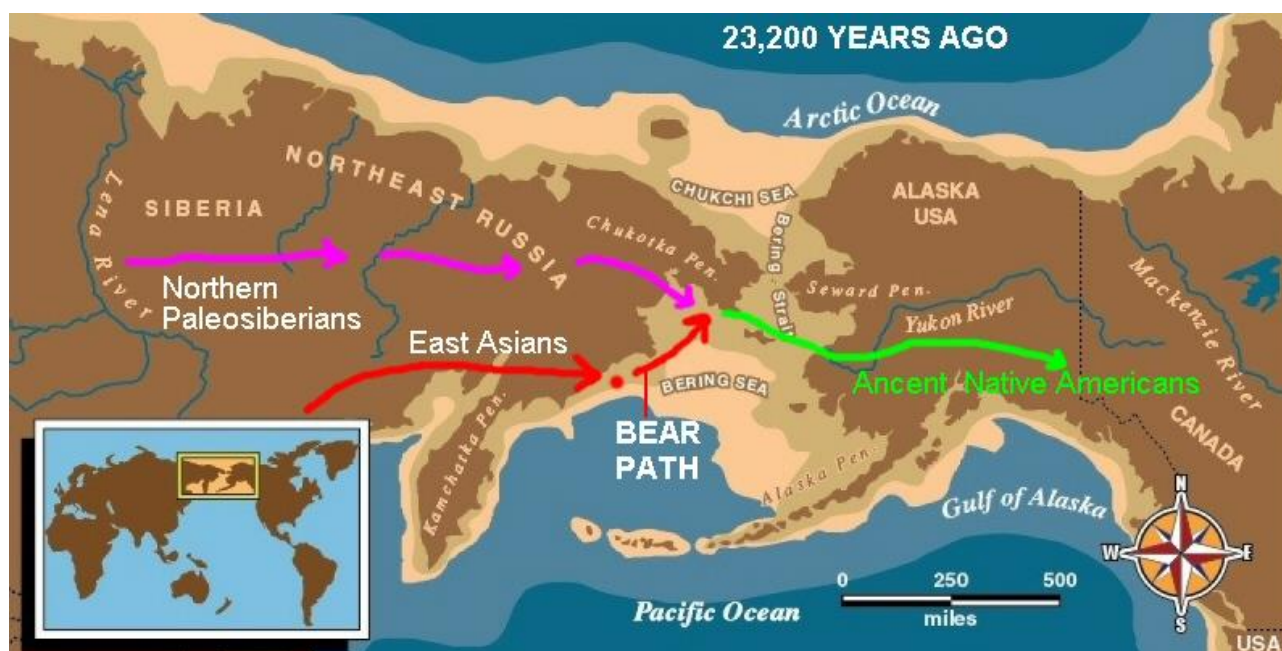 23,200 YEARS AGO
Arctic Ocean
NORTHEAST RUSSIA
CHUKCHI SEA
ALASKA
USA
Lena River
SIBERIA
Chukotka Pen.
Bering Strait
Mackenzie River
Northern
Paleosiberians
Seward Pen.
Yukon River
East Asians
BERING SEA
Ancent Native Americans
BEAR
PATH
CANADA
Kamchatka Pen.
Alaska Pen.
Gulf of Alaska
N
W
E
S
0 250 500
miles
Pacific Ocean
USA